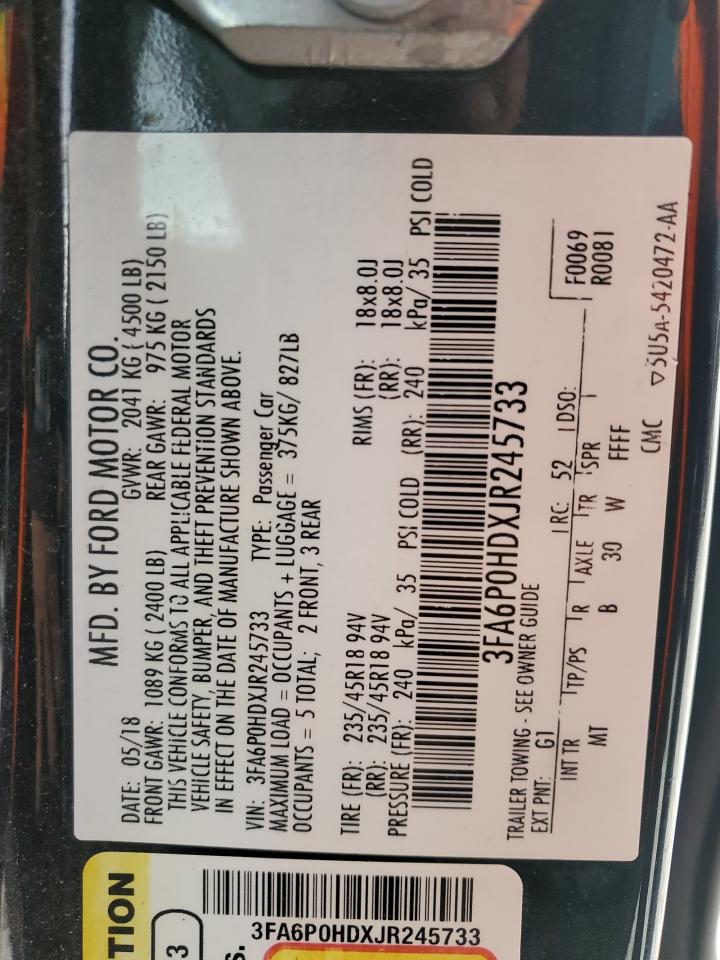 MFD. BY FORD MOTOR CO.
DATE: 05/18 GVWR: 2041 KG ( 4500 LB)
FRONT GAWR: 1089 KG ( 2400 LB) REAR GAWR: 975 KG ( 2150 LB)
THIS VEHICLE CONFORMS TO ALL APPLICABLE FEDERAL MOTOR
VEHICLE SAFETY, BUMPER, AND THEFT PREVENTION STANDARDS
IN EFFECT ON THE DATE OF MANUFACTURE SHOWN ABOVE.
VIN: 3FA6P0HDXJR245733 TYPE: Passenger Car
MAXIMUM LOAD = OCCUPANTS + LUGGAGE = 375KG/ 827LB
OCCUPANTS = 5 TOTAL; 2 FRONT, 3 REAR
TIRE (FR): 235/45R18 94V RIMS (FR): 18x8.0J
(RR): 235/45R18 94V (RR): 18x8.0J
PRESSURE (FR): 240 kPa/ 35 PSI COLD (RR): 240 kPa/ 35 PSI COLD
3FA6P0HDXJR245733
TRAILER TOWING - SEE OWNER GUIDE
EXT PNT: G1 RC: 52 DSO: F0069
R0081
INT TR TP/PS R AXLE TR SPR
MT B 30 W FFFF
CMC ▽5U5A-5420472-AA
TION
3
S.
3FA6P0HDXJR245733